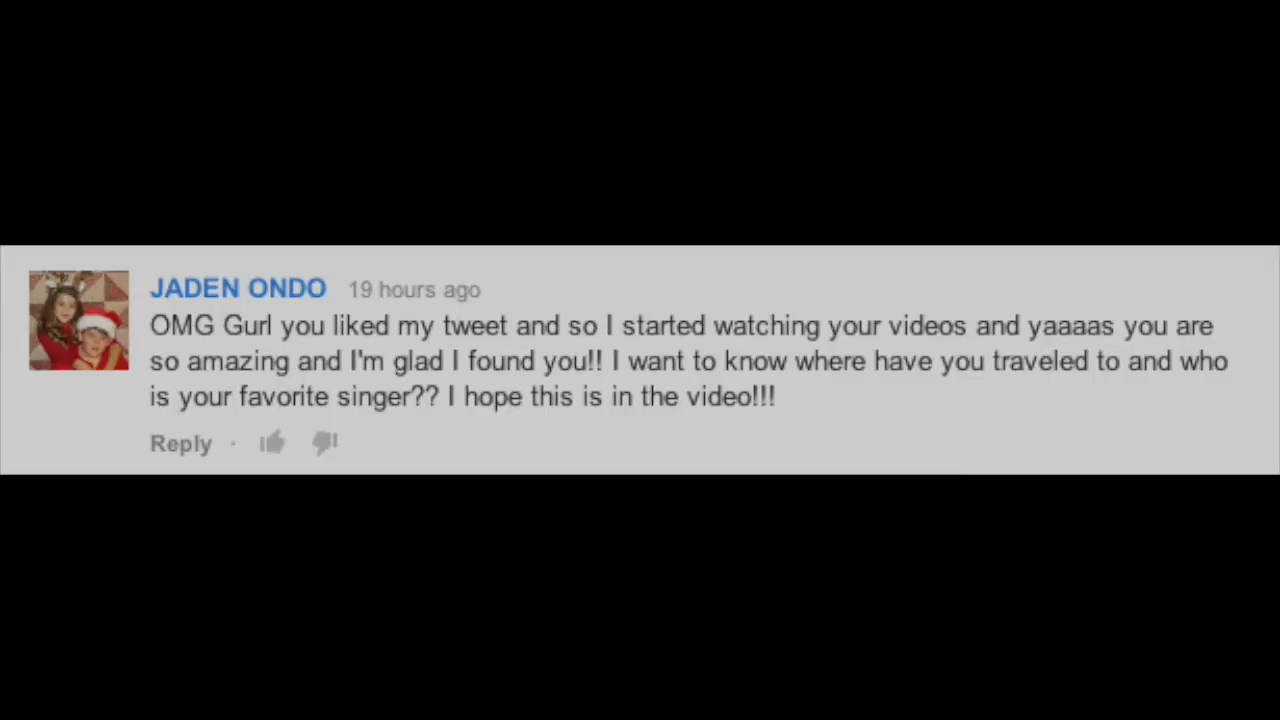 JADEN ONDO 19 hours ago
OMG Gurl you liked my tweet and so I started watching your videos and yaaaas you are
so amazing and I'm glad I found you!! I want to know where have you traveled to and who
is your favorite singer?? I hope this is in the video!!!
Reply ·